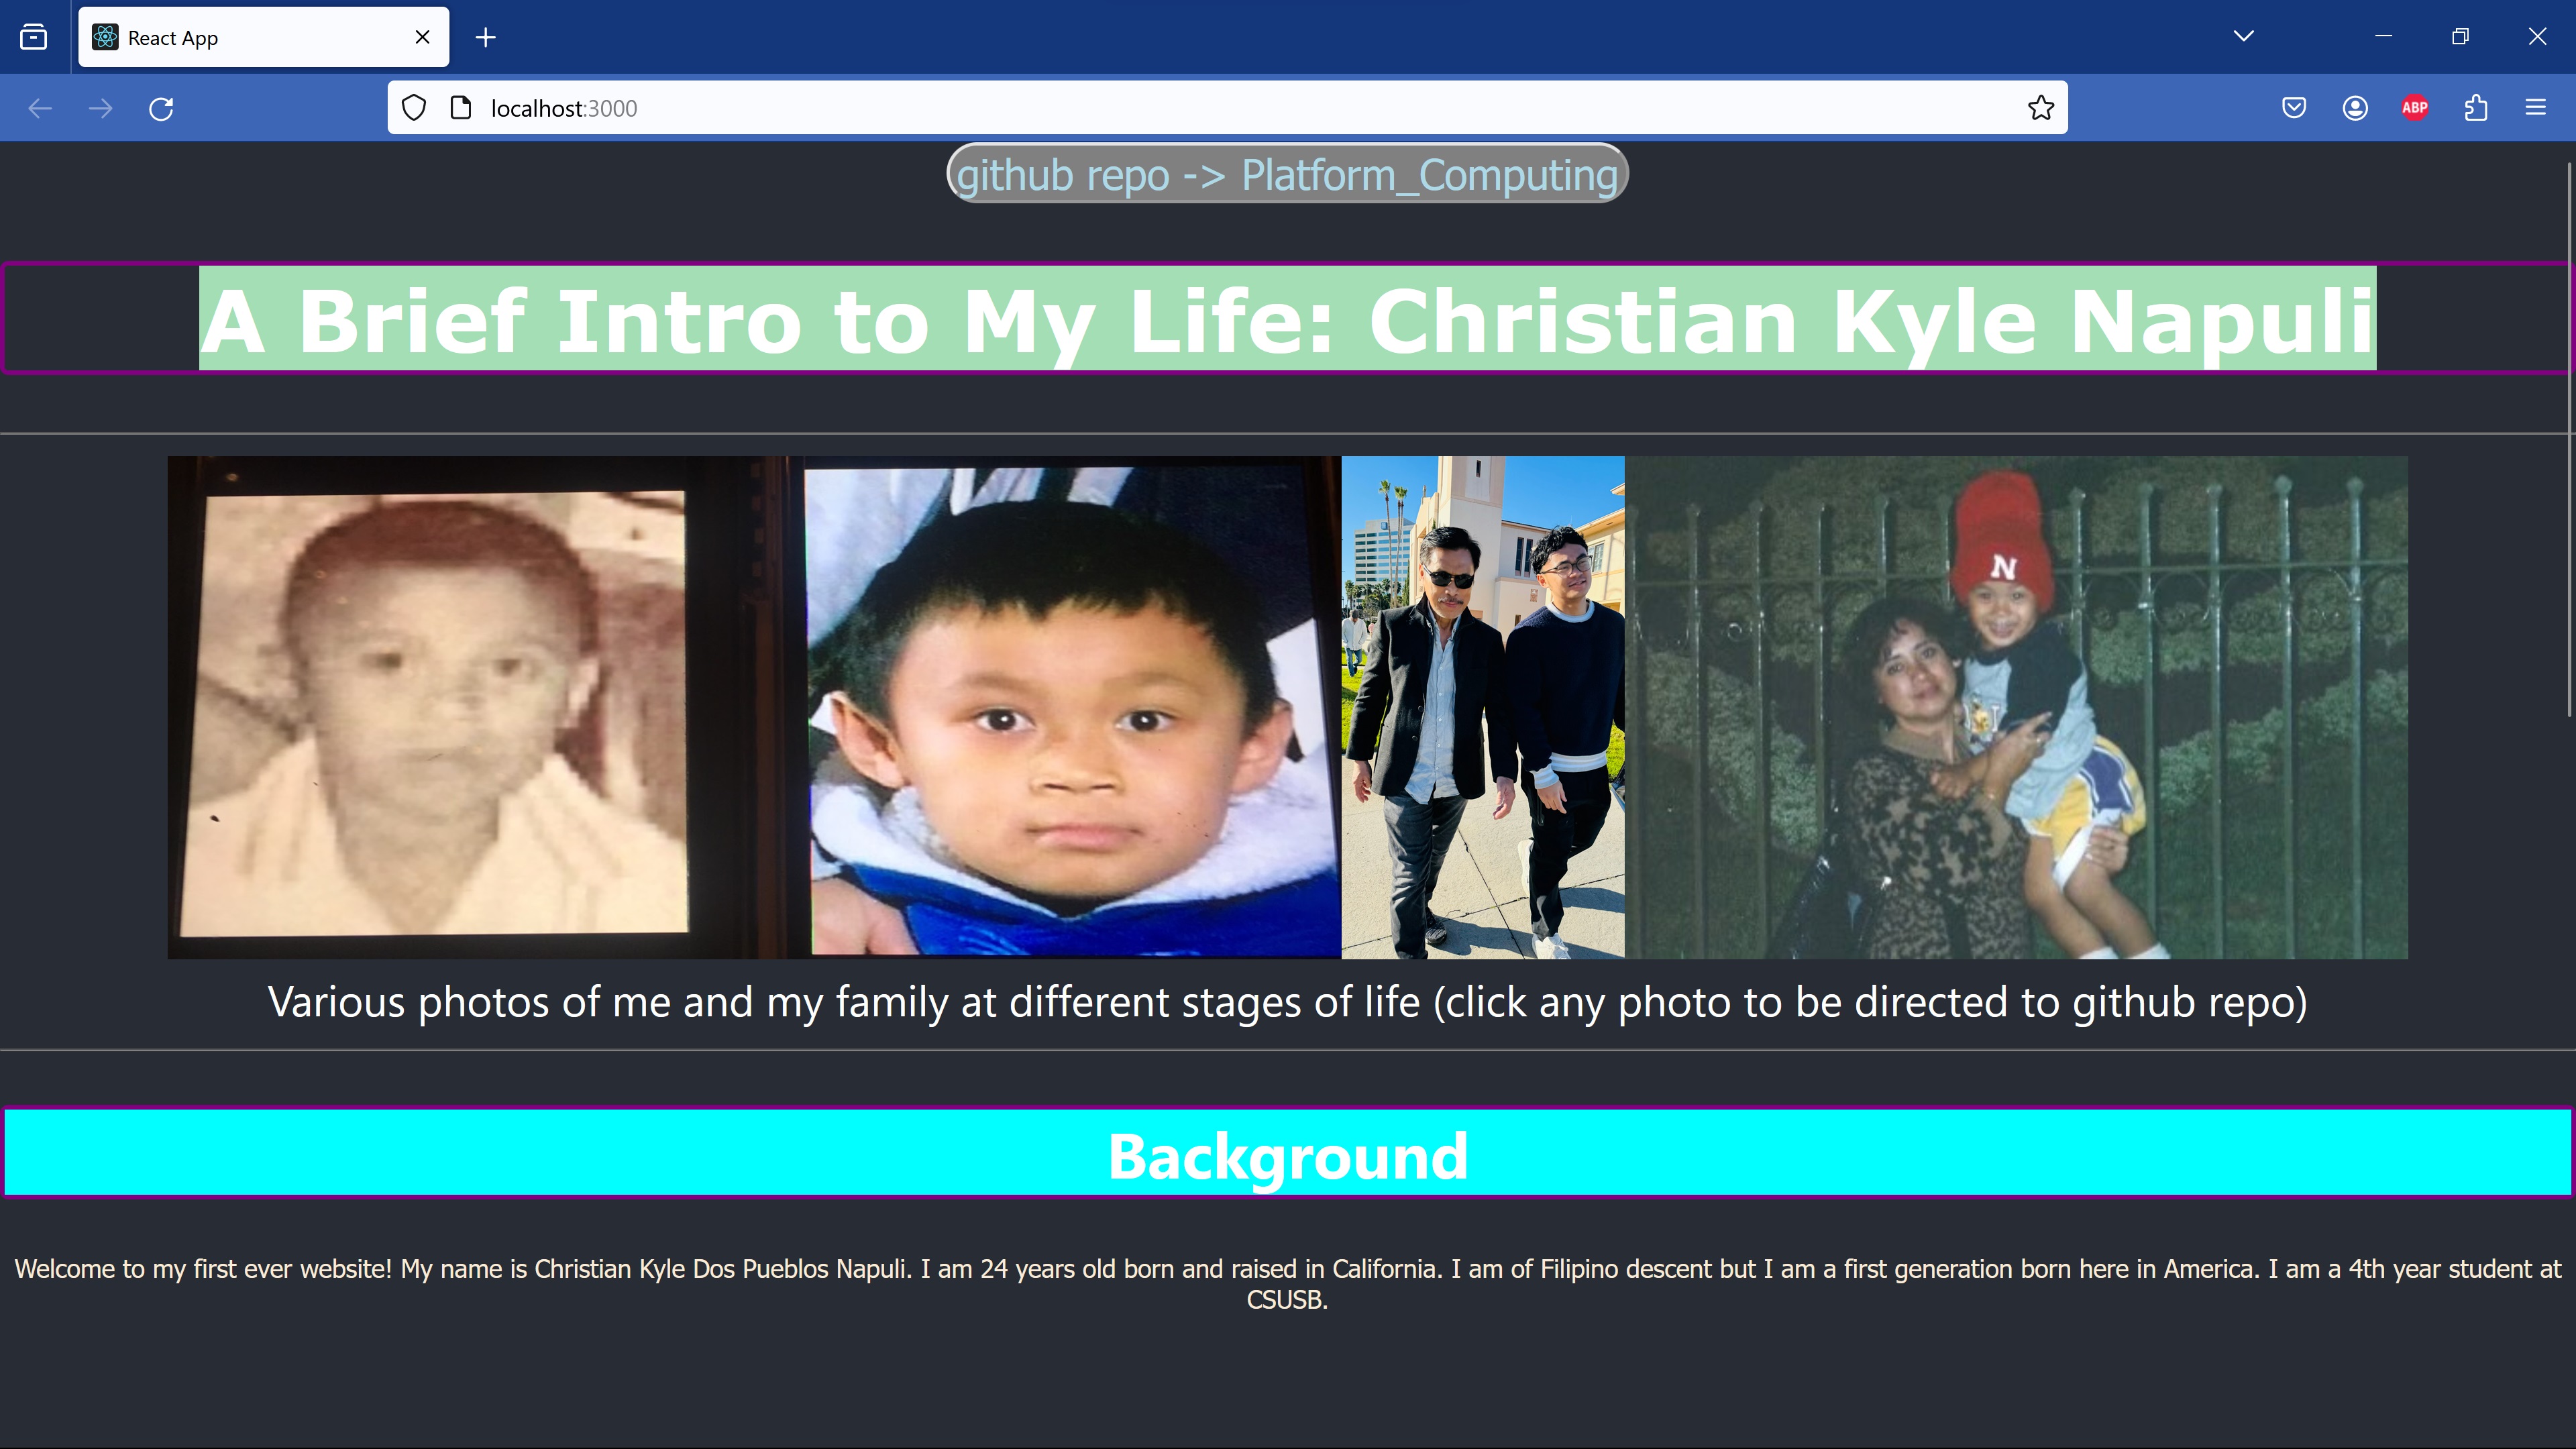 React App
localhost:3000
ABP
github repo -> Platform_Computing
A Brief Intro to My Life: Christian Kyle Napuli
N
Various photos of me and my family at different stages of life (click any photo to be directed to github repo)
Background
Welcome to my first ever website! My name is Christian Kyle Dos Pueblos Napuli. I am 24 years old born and raised in California. I am of Filipino descent but I am a first generation born here in America. I am a 4th year student at
CSUSB.